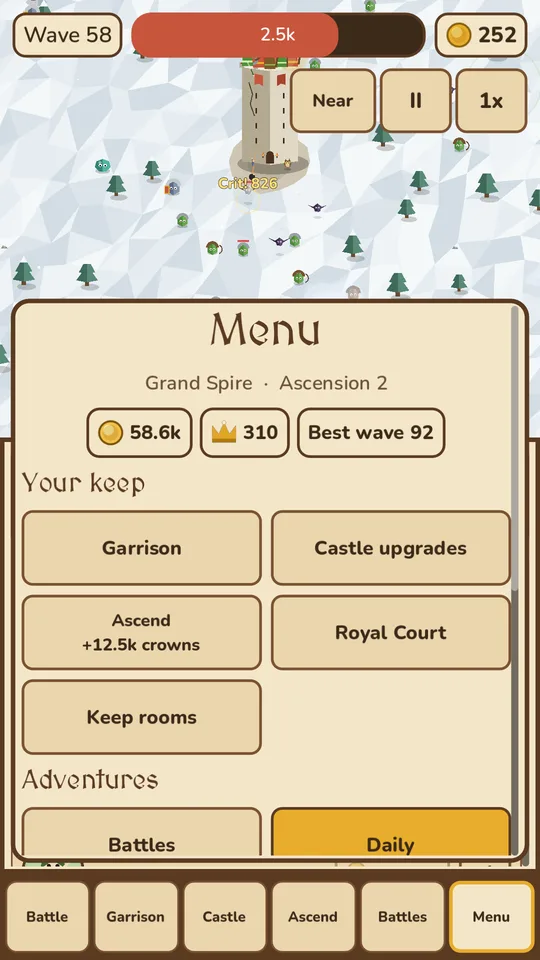 Wave 58
2.5k
252
Near
1x
Crit! 826
Menu
Grand Spire · Ascension 2
58.6k
310
Best wave 92
Your keep
Garrison
Castle upgrades
Ascend
+12.5k crowns
Royal Court
Keep rooms
Adventures
Battles
Daily
Battle
Garrison
Castle
Ascend
Battles
Menu